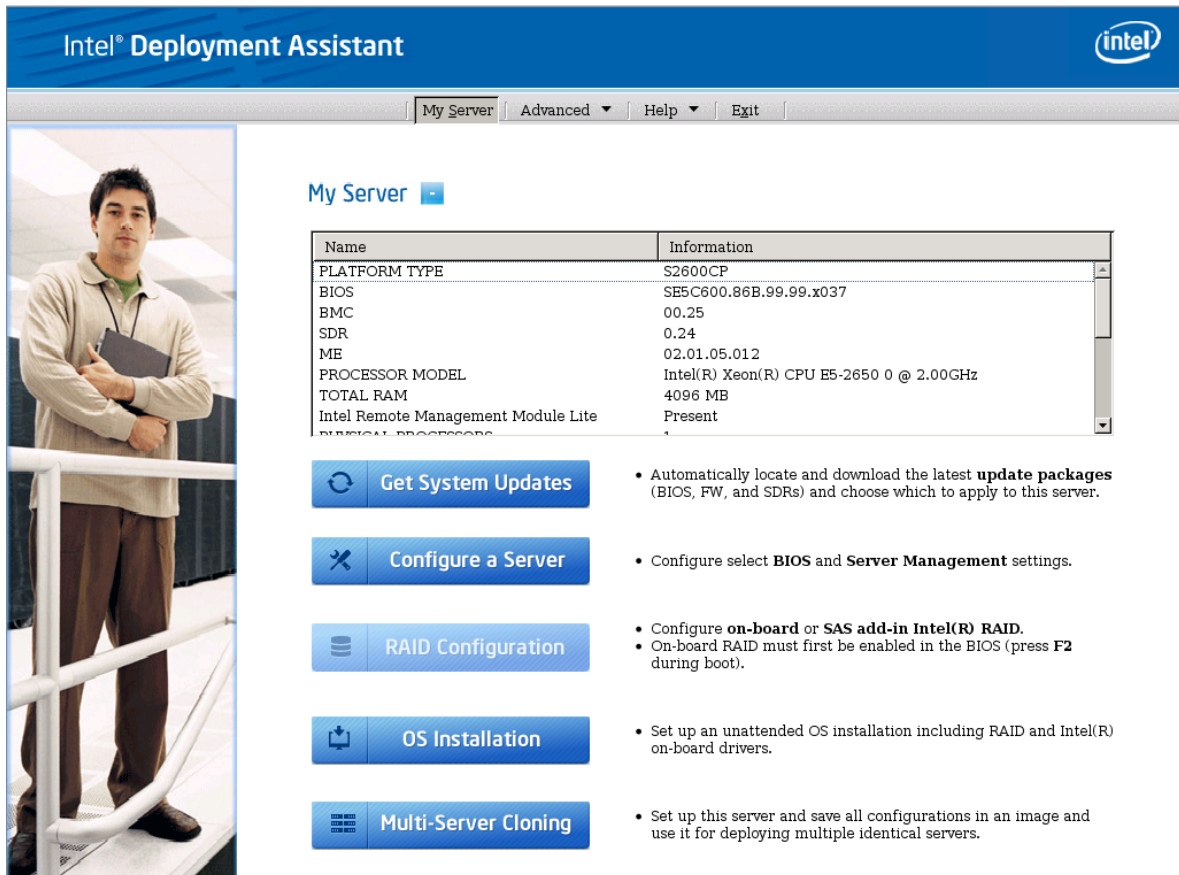 Intel® Deployment Assistant
intel
My Server
Advanced
Help
Exit
My Server
Name Information
PLATFORM TYPE S2600CP
BIOS SE5C600.86B.99.99.x037
BMC 00.25
SDR 0.24
ME 02.01.05.012
PROCESSOR MODEL Intel(R) Xeon(R) CPU E5-2650 0 @ 2.00GHz
TOTAL RAM 4096 MB
Intel Remote Management Module Lite Present
PHYSICAL PROCESSORS 1
Get System Updates
• Automatically locate and download the latest update packages
(BIOS, FW, and SDRs) and choose which to apply to this server.
Configure a Server
• Configure select BIOS and Server Management settings.
RAID Configuration
• Configure on-board or SAS add-in Intel(R) RAID.
• On-board RAID must first be enabled in the BIOS (press F2
during boot).
OS Installation
• Set up an unattended OS installation including RAID and Intel(R)
on-board drivers.
Multi-Server Cloning
• Set up this server and save all configurations in an image and
use it for deploying multiple identical servers.